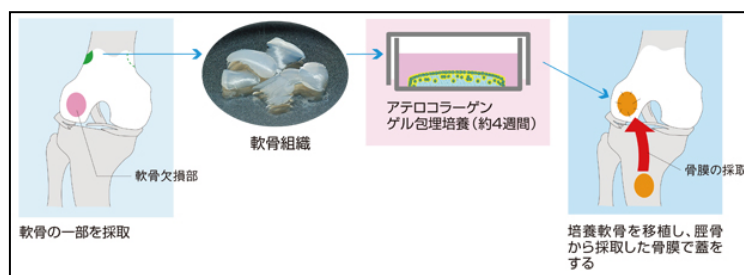 軟骨欠損部
軟骨の一部を採取
軟骨組織
アテロコラーゲン
ゲル包埋培養(約4週間)
骨膜の採取
培養軟骨を移植し、脛骨
から採取した骨膜で蓋を
する